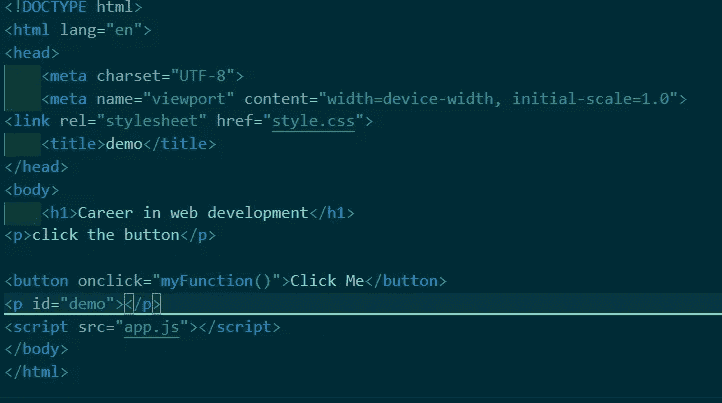 <!DOCTYPE html>
<html lang="en">
<head>
    <meta charset="UTF-8">
    <meta name="viewport" content="width=device-width, initial-scale=1.0">
<link rel="stylesheet" href="style.css">
    <title>demo</title>
</head>
<body>
    <h1>Career in web development</h1>
<p>click the button</p>

<button onclick="myFunction()">Click Me</button>
<p id="demo"></p>
<script src="app.js"></script>
</body>
</html>